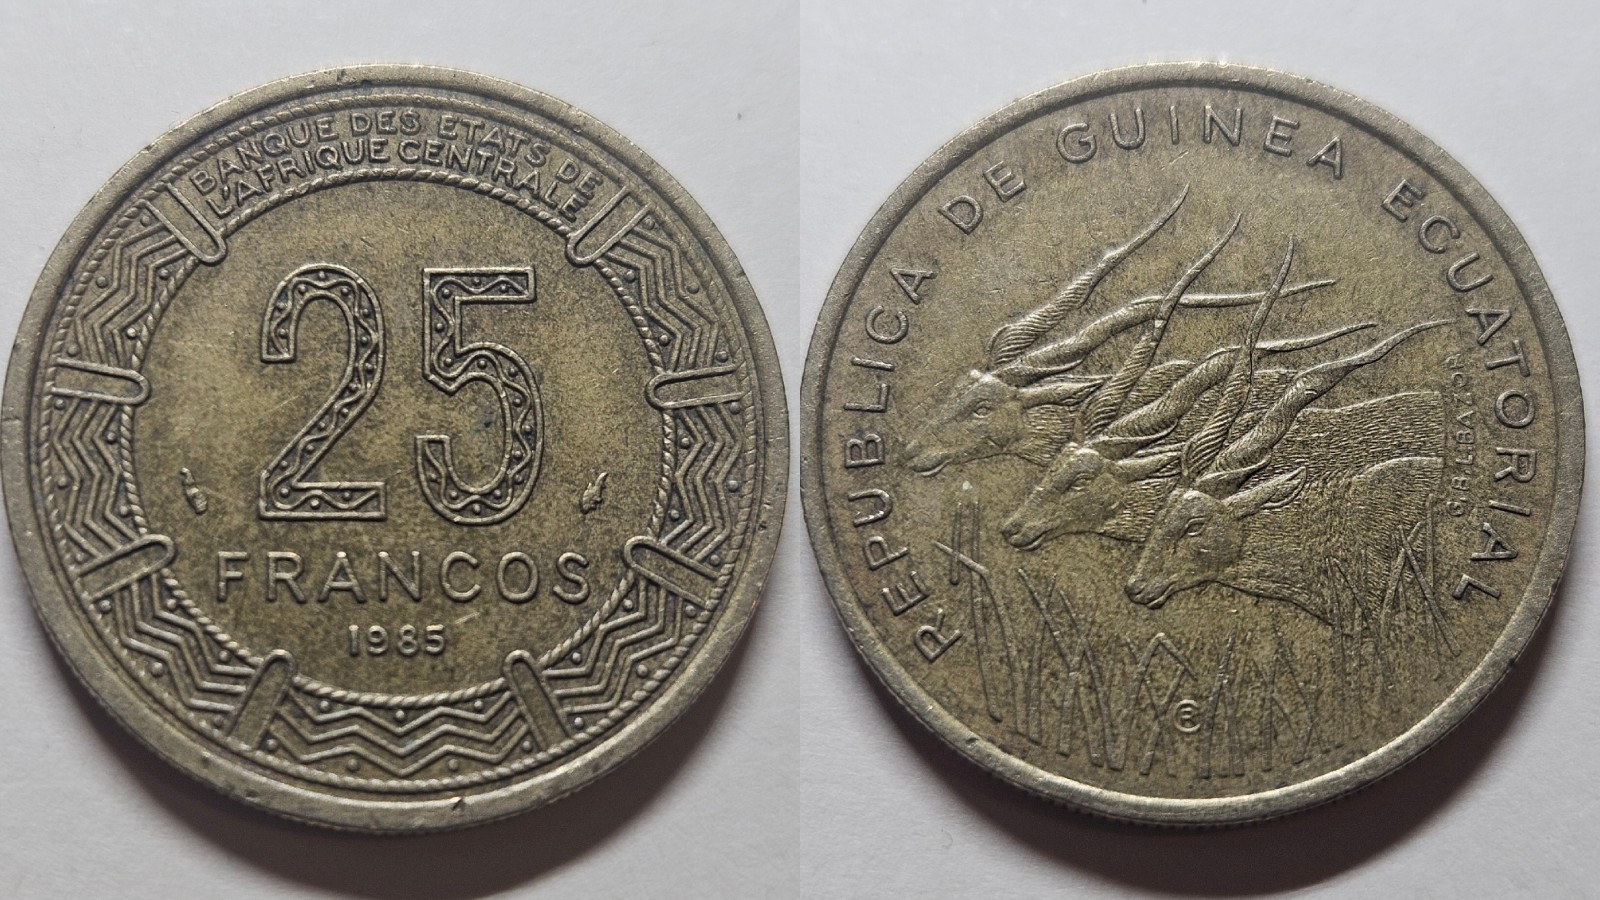 BANQUE DES ETATS DE
L'AFRIQUE CENTRALE
25
FRANCOS
1985
REPUBLICA DE GUINEA ECUATORIAL
G.B.L.BAZOR
R